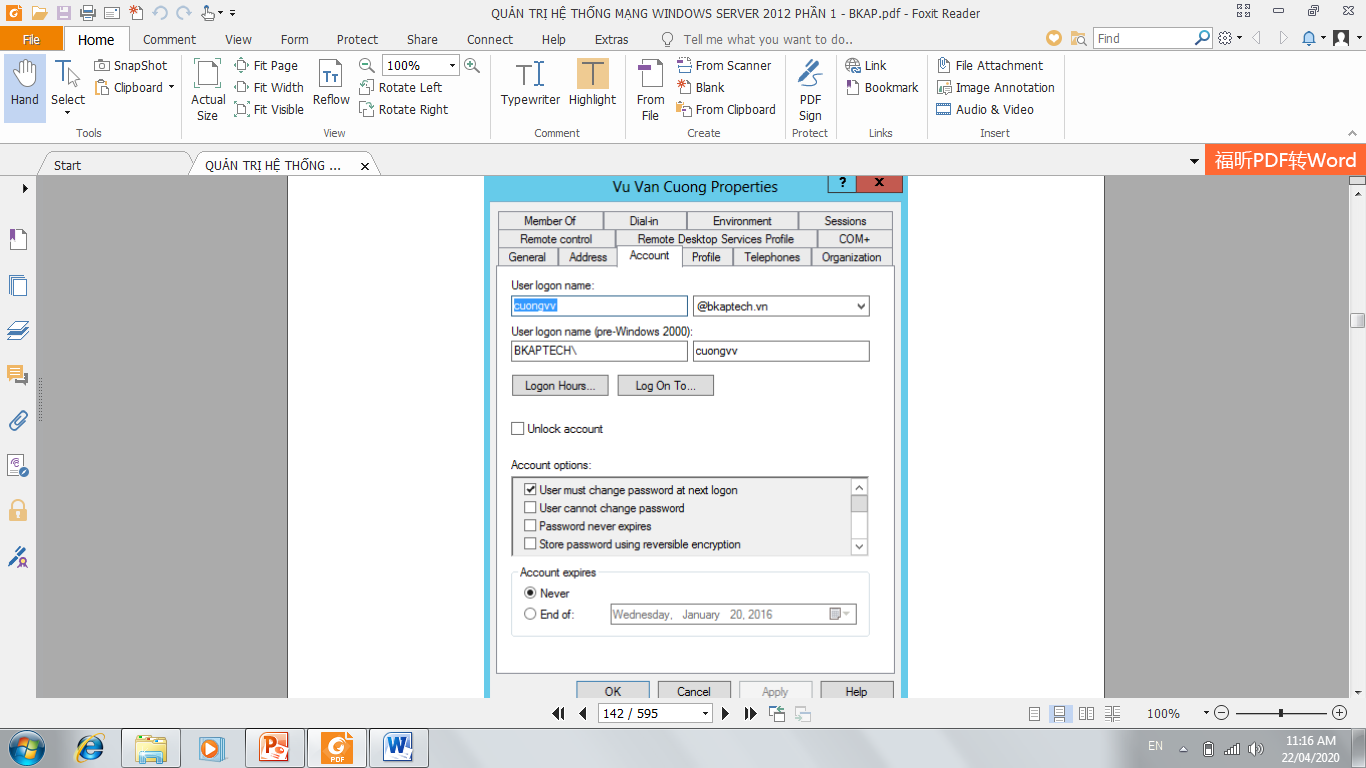 QUẢN TRỊ HỆ THỐNG MẠNG WINDOWS SERVER 2012 PHẦN 1 - BKAP.pdf - Foxit Reader
File Home Comment View Form Protect Share Connect Help Extras Tell me what you want to do.. Find
Hand
Select
SnapShot
Clipboard
Tools
Actual Size
Fit Page
Fit Width
Fit Visible
Reflow
100%
Rotate Left
Rotate Right
View
Typewriter
Highlight
Comment
From File
From Scanner
Blank
From Clipboard
Create
PDF Sign
Protect
Link
Bookmark
Links
File Attachment
Image Annotation
Audio & Video
Insert
Start
QUẢN TRỊ HỆ THỐNG ...
福昕PDF转Word
Vu Van Cuong Properties
Member Of Dial-in Environment Sessions
Remote control Remote Desktop Services Profile COM+
General Address Account Profile Telephones Organization
User logon name:
cuongvv @bkaptech.vn
User logon name (pre-Windows 2000):
BKAPTECH\ cuongvv
Logon Hours... Log On To...
Unlock account
Account options:
User must change password at next logon
User cannot change password
Password never expires
Store password using reversible encryption
Account expires
Never
End of: Wednesday, January 20, 2016
OK Cancel Apply Help
142 / 595
100%
EN
11:16 AM
22/04/2020